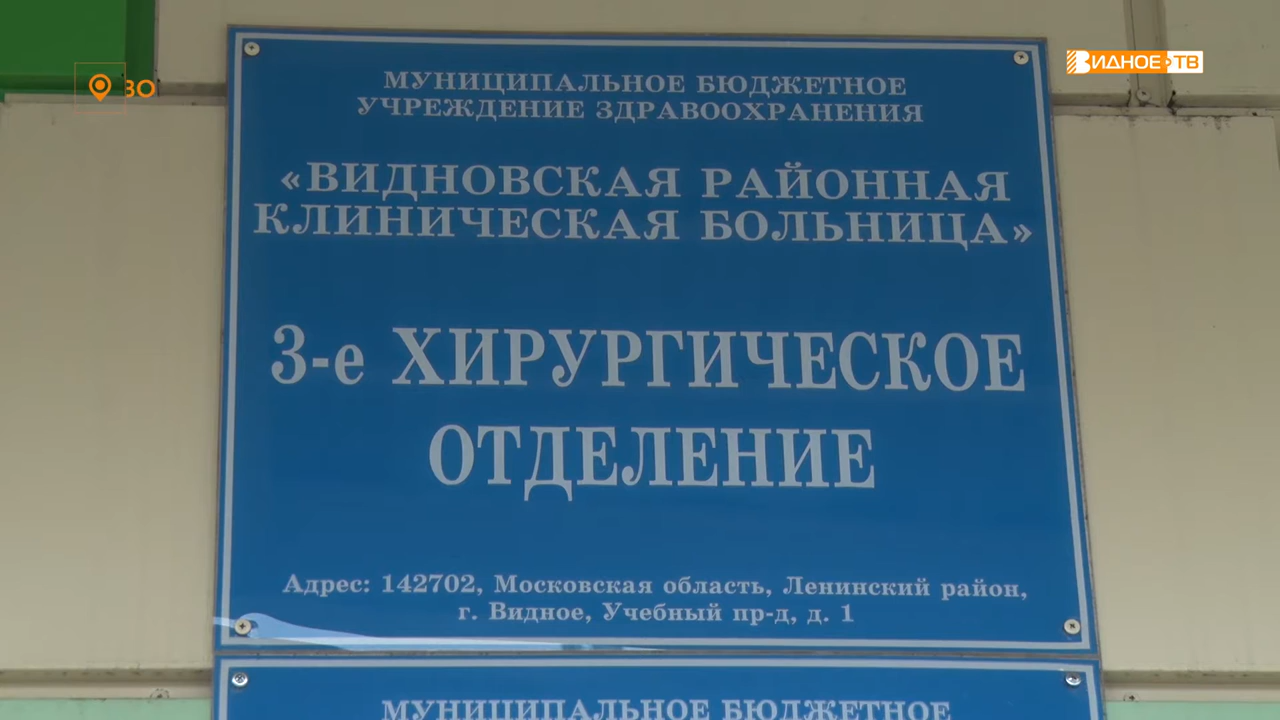 ВИДНОЕ ТВ
МУНИЦИПАЛЬНОЕ БЮДЖЕТНОЕ
УЧРЕЖДЕНИЕ ЗДРАВООХРАНЕНИЯ
«ВИДНОВСКАЯ РАЙОННАЯ
КЛИНИЧЕСКАЯ БОЛЬНИЦА»
3-е ХИРУРГИЧЕСКОЕ
ОТДЕЛЕНИЕ
Адрес: 142702, Московская область, Ленинский район,
г. Видное, Учебный пр-д, д. 1
МУНИЦИПАЛЬНОЕ БЮДЖЕТНОЕ